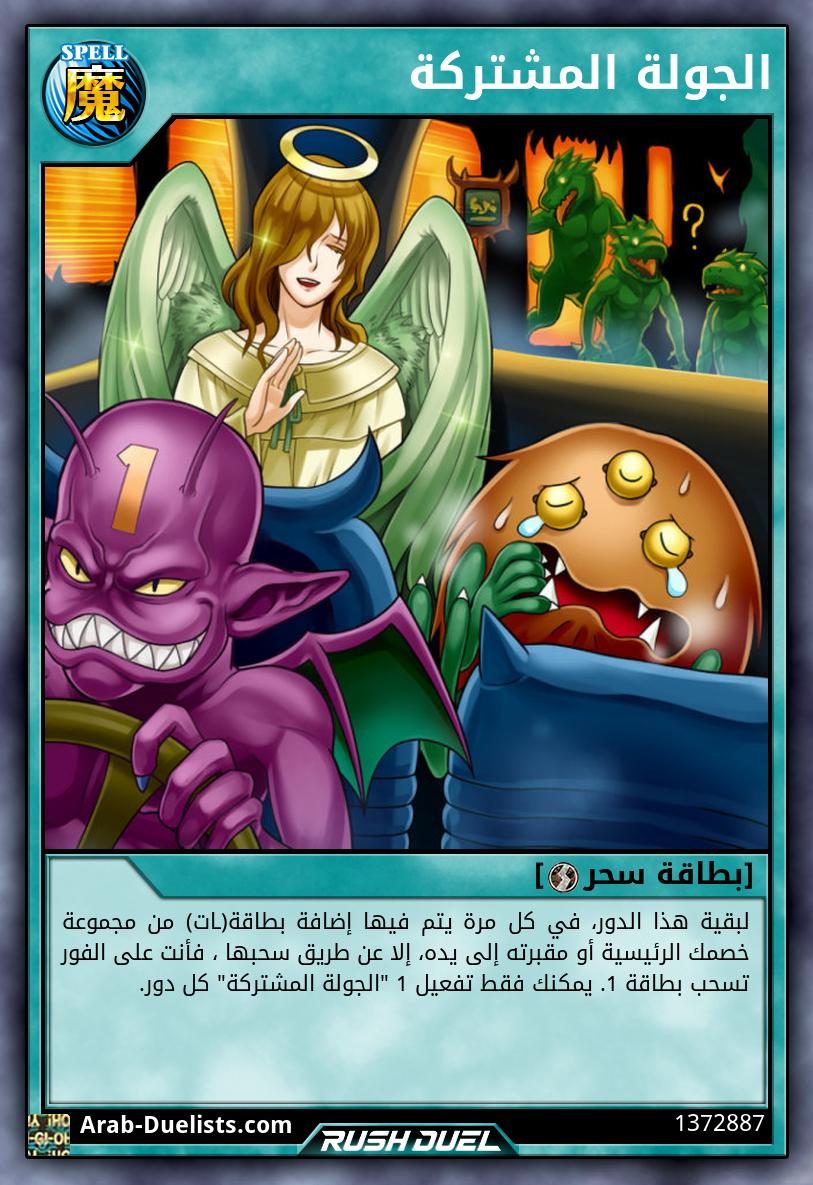 SPELL
魔
الجولة المشتركة
?
1
[بطاقة سحر]
لبقية هذا الدور، في كل مرة يتم فيها إضافة بطاقة(ـات) من مجموعة
خصمك الرئيسية أو مقبرته إلى يده، إلا عن طريق سحبها ، فأنت على الفور
تسحب بطاقة 1. يمكنك فقط تفعيل 1 "الجولة المشتركة" كل دور.
Arab-Duelists.com
RUSH DUEL
1372887